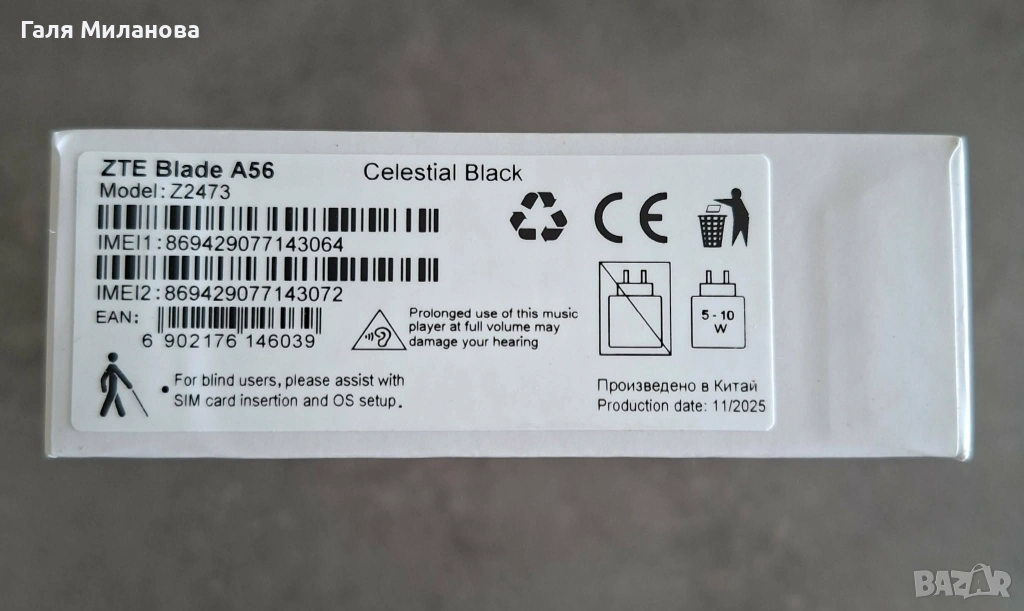 Галя Миланова
ZTE Blade A56 Celestial Black
Model: Z2473
IMEI1: 869429077143064
IMEI2: 869429077143072
EAN:
6 902176 146039
Prolonged use of this music
player at full volume may
damage your hearing
5 - 10
W
For blind users, please assist with
SIM card insertion and OS setup.
Произведено в Китай
Production date: 11/2025
BAZAR